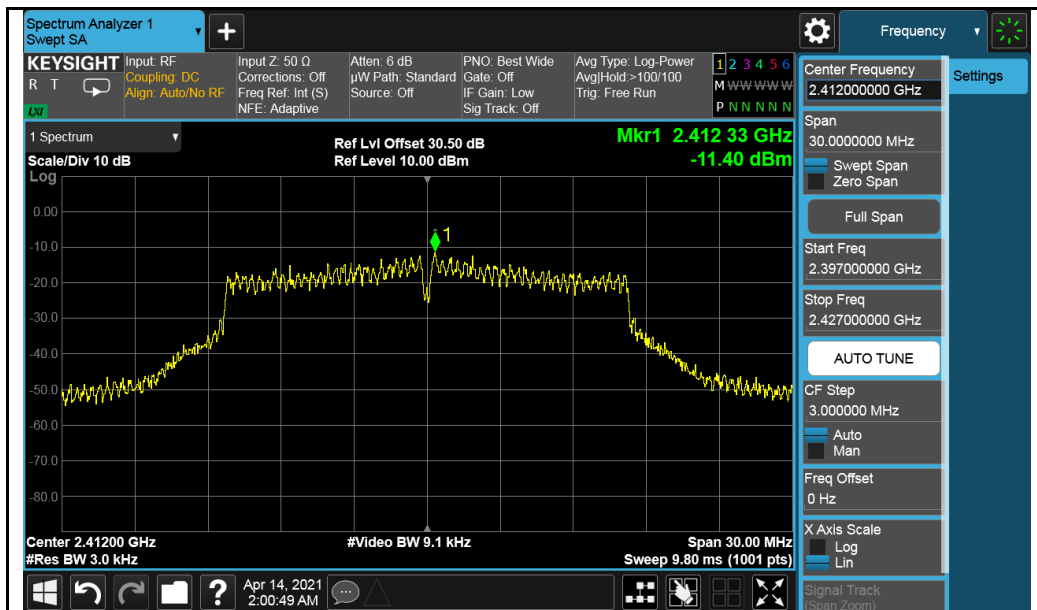 Spectrum Analyzer 1
Swept SA
+
Frequency
KEYSIGHT
R T
LXI
Input: RF
Coupling: DC
Align: Auto/No RF
Input Z: 50 Ω
Corrections: Off
Freq Ref: Int (S)
NFE: Adaptive
Atten: 6 dB
µW Path: Standard
Source: Off
PNO: Best Wide
Gate: Off
IF Gain: Low
Sig Track: Off
Avg Type: Log-Power
Avg|Hold:>100/100
Trig: Free Run
1 2 3 4 5 6
M W W W W W
P N N N N N
1 Spectrum
Scale/Div 10 dB
Ref Lvl Offset 30.50 dB
Ref Level 10.00 dBm
Mkr1 2.412 33 GHz
-11.40 dBm
Log
0.00
-10.0
-20.0
-30.0
-40.0
-50.0
-60.0
-70.0
-80.0
1
Center 2.41200 GHz
#Res BW 3.0 kHz
#Video BW 9.1 kHz
Span 30.00 MHz
Sweep 9.80 ms (1001 pts)
?
Apr 14, 2021
2:00:49 AM
Center Frequency
2.412000000 GHz
Span
30.0000000 MHz
Swept Span
Zero Span
Full Span
Start Freq
2.397000000 GHz
Stop Freq
2.427000000 GHz
AUTO TUNE
CF Step
3.000000 MHz
Auto
Man
Freq Offset
0 Hz
X Axis Scale
Log
Lin
Signal Track
(Span Zoom)
Settings